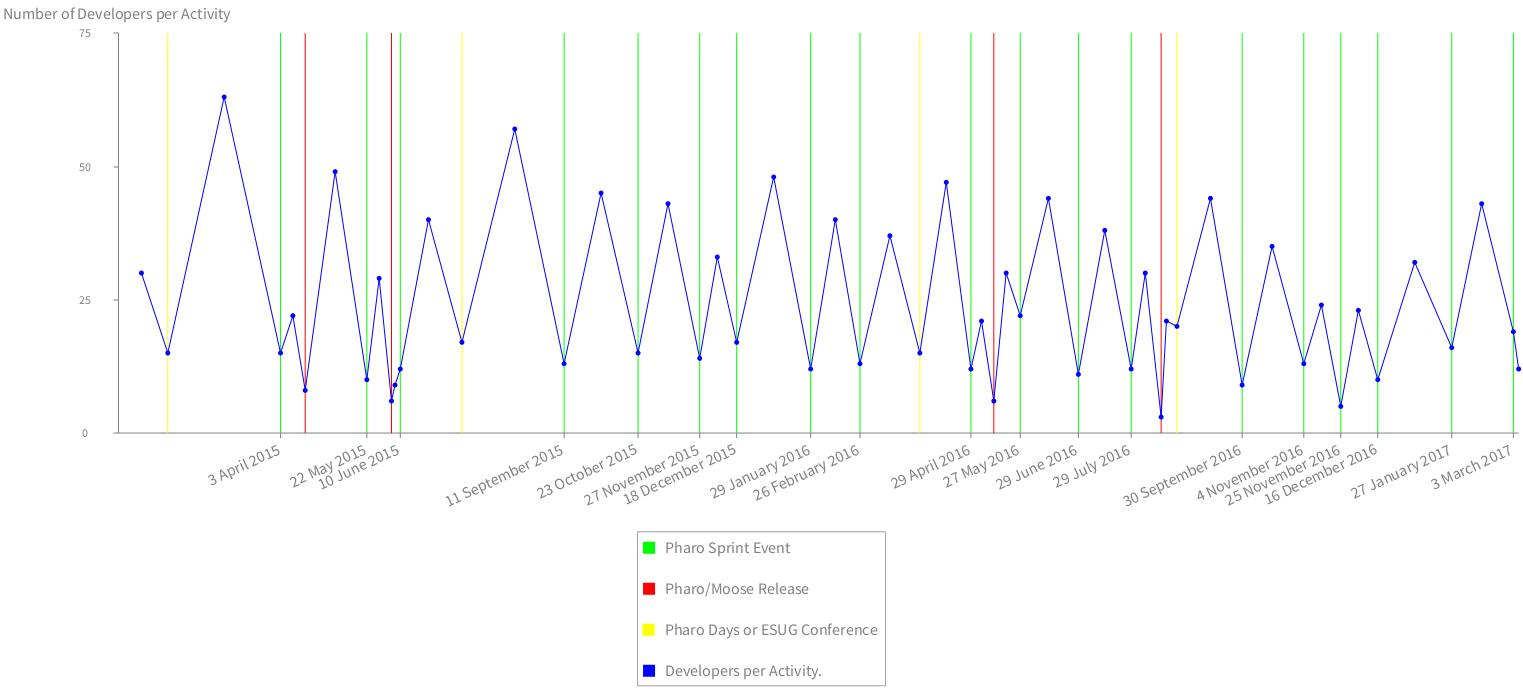 Number of Developers per Activity
75
50
25
0
3 April 2015
22 May 2015
10 June 2015
11 September 2015
23 October 2015
27 November 2015
18 December 2015
29 January 2016
26 February 2016
29 April 2016
27 May 2016
29 June 2016
29 July 2016
30 September 2016
4 November 2016
25 November 2016
16 December 2016
27 January 2017
3 March 2017
Pharo Sprint Event
Pharo/Moose Release
Pharo Days or ESUG Conference
Developers per Activity.